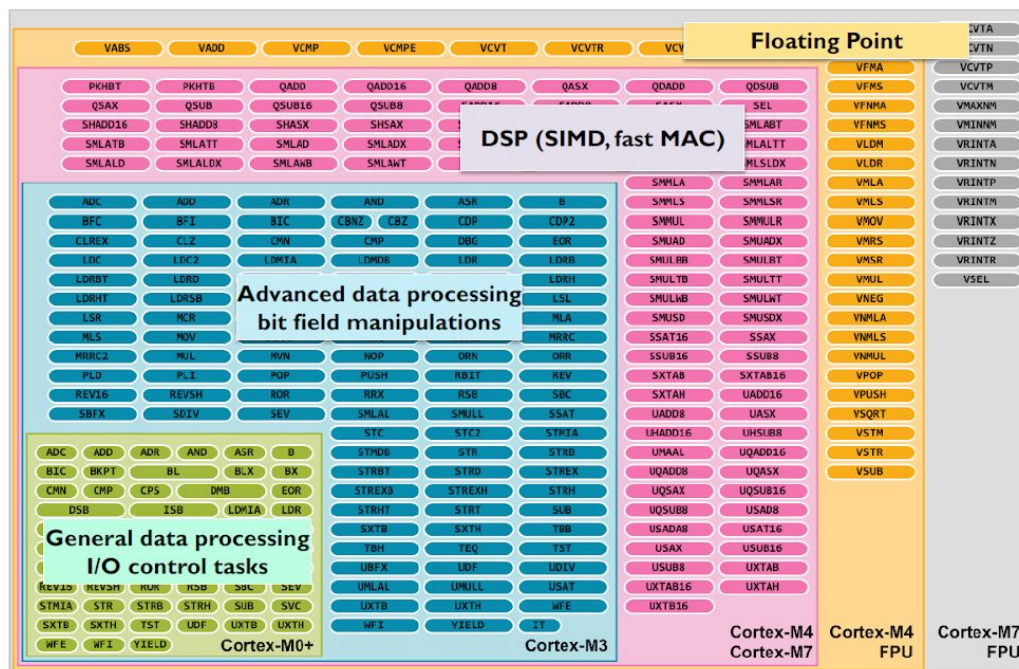 CVTA
VABS VADD VCMP VCMPE VCVT VCVTR Floating Point CVTN
VFMA VCVTP
PKHBT PKHTB QADD QADD16 QADD8 QASX QDADD QDSUB VFMS VCVTM
QSAX QSUB QSUB16 QSUB8 SEL VFNMA VMAXNM
SHADD16 SHADD8 SHASX SHSAX SMLABT VFNMS VMINNM
DSP (SIMD, fast MAC)
SMLATB SMLATT SMLAD SMLADX MLALTT VLDM VRINTA
SMLALD SMLALDX SMLAWB SMLAWT MLSLDX VLDR VRINTN
SMMLA SMMLAR VMLA VRINTP
ADC ADD ADR AND ASR B SMMLS SMMLSR VMLS VRINTM
BFC BFI BIC CBNZ CBZ CDP CDP2 SMMUL SMMULR VMOV VRINTX
CLREX CLZ CMN CMP DBG EOR SMUAD SMUADX VMRS VRINTZ
LDC LDC2 LDMIA LDMDB LDR LDRB SMULBB SMULBT VMSR VRINTR
LDRBT LDRD LDRH SMULTB SMULTT VMUL VSEL
Advanced data processing
LDRHT LDRSB LSL SMULWB SMULWT VNEG
bit field manipulations
LSR MCR MLA SMUSD SMUSDX VNMLA
MLS MOV MRRC SSAT16 SSAX VNMLS
MRRC2 MUL MVN NOP ORN ORR SSUB16 SSUB8 VNMUL
PLD PLI POP PUSH RBIT REV SXTAB SXTAB16 VPOP
REV16 REVSH ROR RRX RSB SBC SXTAH UADD16 VPUSH
SBFX SDIV SEV SMLAL SMULL SSAT UADD8 UASX VSQRT
STC STC2 STMIA UHADD16 UHSUB8 VSTM
ADC ADD ADR AND ASR B STMDB STR STRB UMAAL UQADD16 VSTR
BIC BKPT BL BLX BX STRBT STRD STREX UQADD8 UQASX VSUB
CMN CMP CPS DMB EOR STREXB STREXH STRH UQSAX UQSUB16
DSB ISB LDMIA LDR STRHT STRT SUB UQSUB8 USAD8
General data processing SXTB SXTH TBB USADA8 USAT16
TBH TEQ TST USAX USUB16
I/O control tasks UBFX UDF UDIV USUB8 UXTAB
REV16 REVSH ROR RSB SBC SEV UMLAL UMULL USAT UXTAB16 UXTAH
STMIA STR STRB STRH SUB SVC UXTB UXTH WFE UXTB16
SXTB SXTH TST UDF UXTB UXTH WFI YIELD IT Cortex-M4 Cortex-M4 Cortex-M7
WFE WFI YIELD Cortex-M0+ Cortex-M3 Cortex-M7 FPU FPU